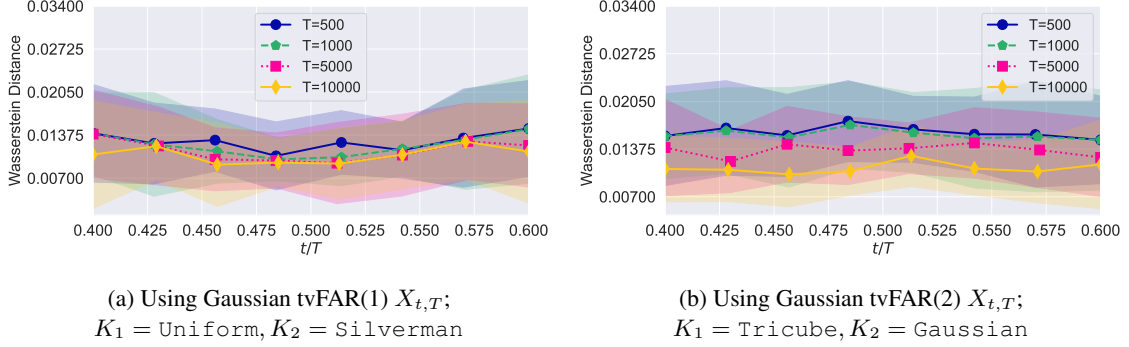 0.03400
0.02725
0.02050
0.01375
0.00700
Wasserstein Distance
T=500
T=1000
T=5000
T=10000
0.400 0.425 0.450 0.475 0.500 0.525 0.550 0.575 0.600
t/T
(a) Using Gaussian tvFAR(1) $X_{t,T}$;
$K_1$ = Uniform, $K_2$ = Silverman
0.03400
0.02725
0.02050
0.01375
0.00700
Wasserstein Distance
T=500
T=1000
T=5000
T=10000
0.400 0.425 0.450 0.475 0.500 0.525 0.550 0.575 0.600
t/T
(b) Using Gaussian tvFAR(2) $X_{t,T}$;
$K_1$ = Tricube, $K_2$ = Gaussian